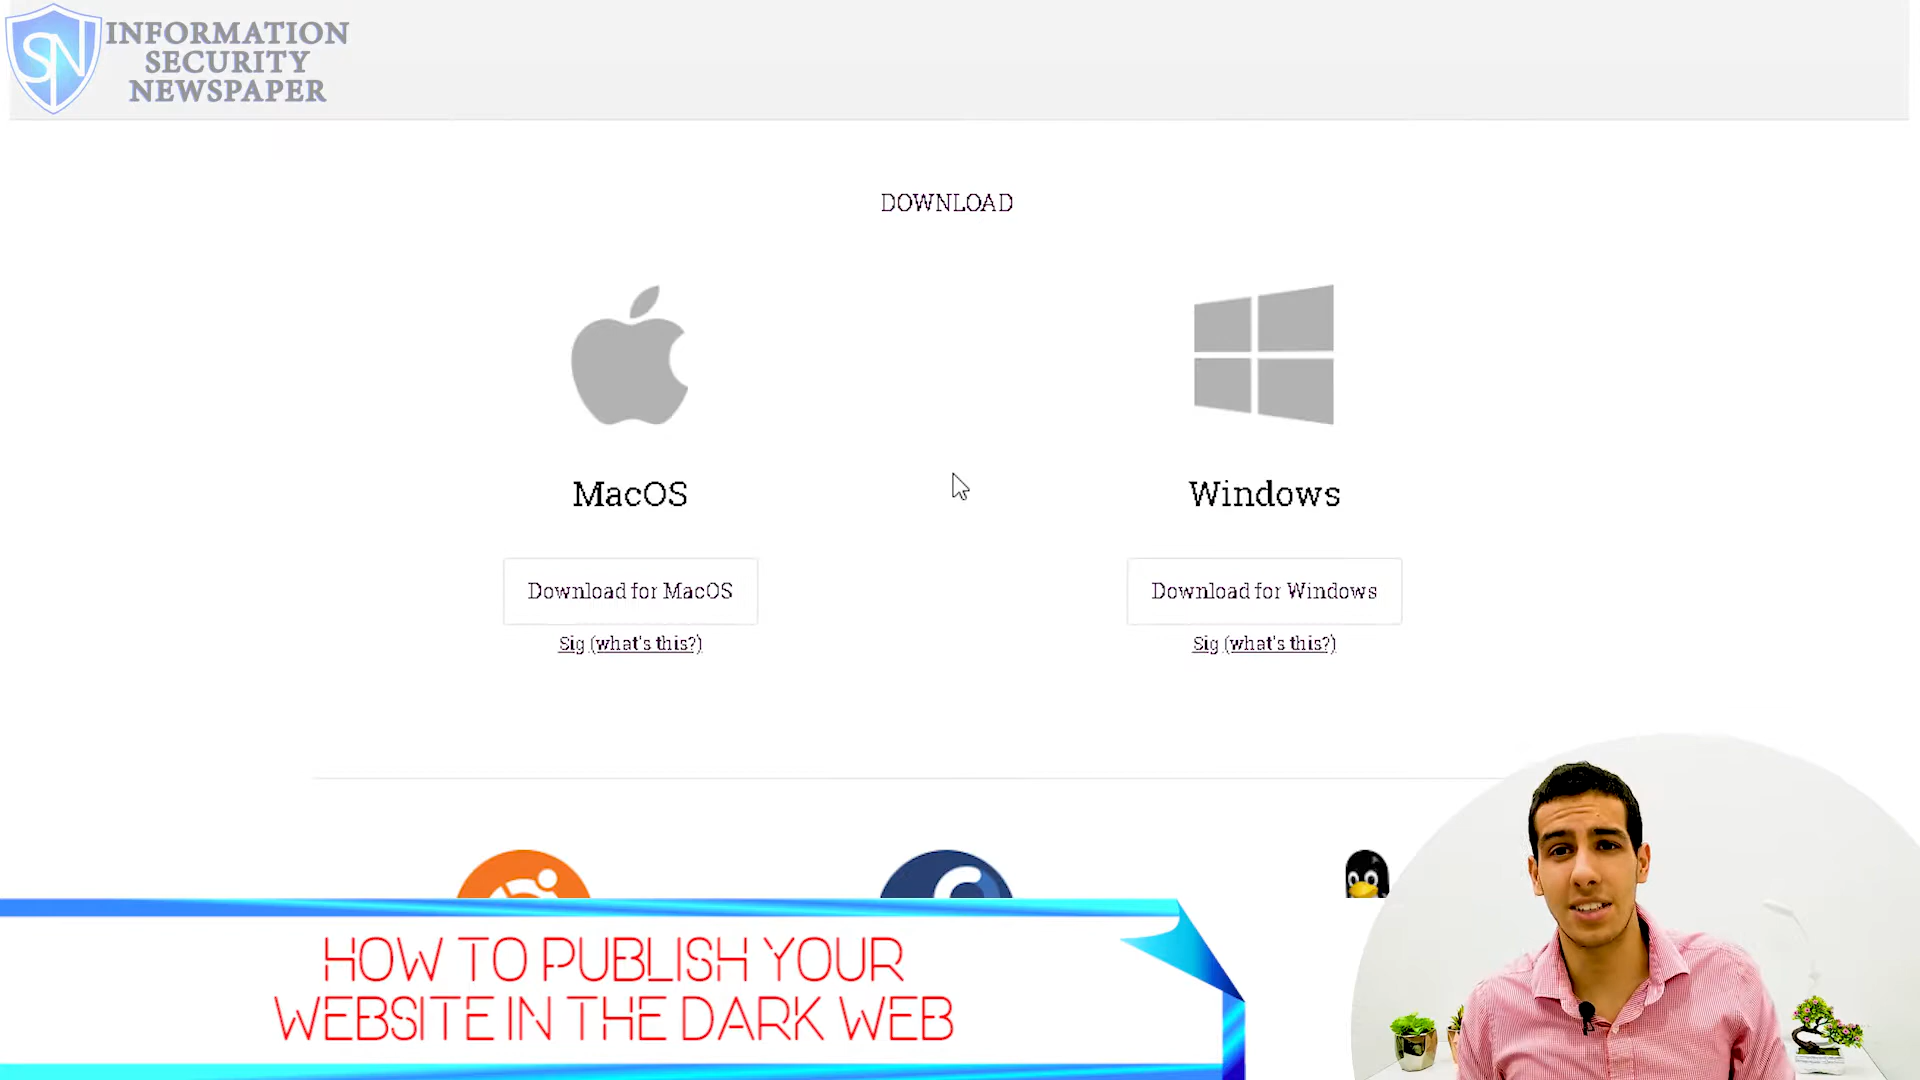 SN
INFORMATION
SECURITY
NEWSPAPER
DOWNLOAD
MacOS
Windows
Download for MacOS
Download for Windows
Sig (what's this?)
Sig (what's this?)
HOW TO PUBLISH YOUR
WEBSITE IN THE DARK WEB